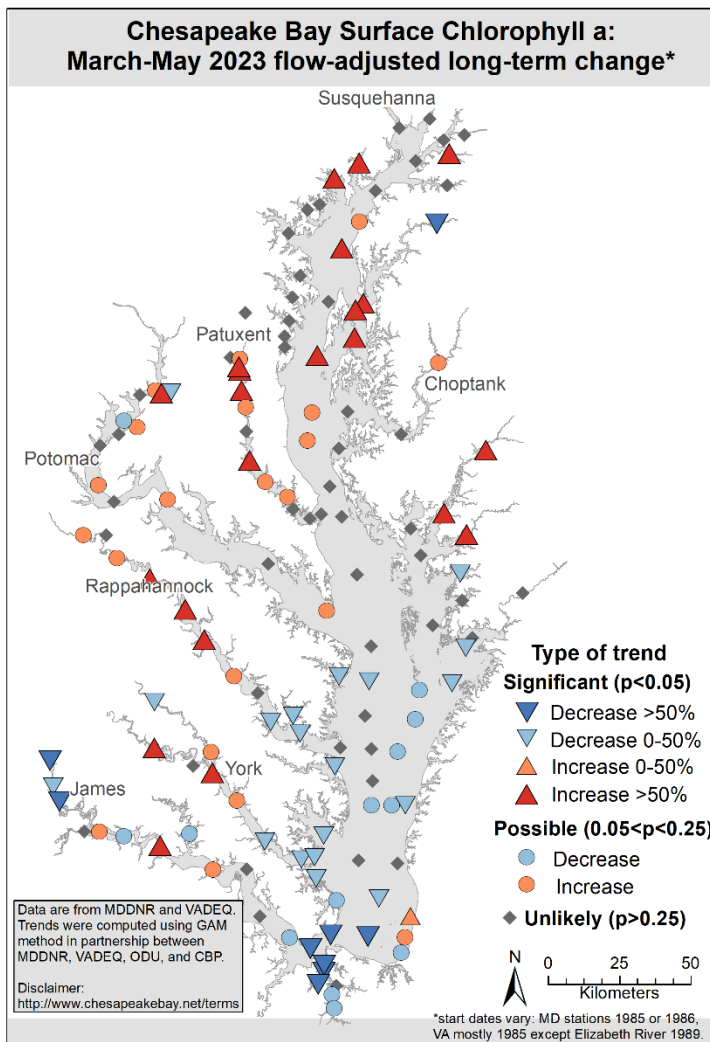 Chesapeake Bay Surface Chlorophyll a:
March-May 2023 flow-adjusted long-term change*
Susquehanna
Patuxent
Choptank
Potomac
Rappahannock
York
James
Type of trend
Significant (p<0.05)
Decrease >50%
Decrease 0-50%
Increase 0-50%
Increase >50%
Possible (0.05<p<0.25)
Decrease
Increase
Unlikely (p>0.25)
Data are from MDDNR and VADEQ.
Trends were computed using GAM
method in partnership between
MDDNR, VADEQ, ODU, and CBP.
Disclaimer:
http://www.chesapeakebay.net/terms
N
0 25 50
Kilometers
*start dates vary: MD stations 1985 or 1986,
VA mostly 1985 except Elizabeth River 1989.